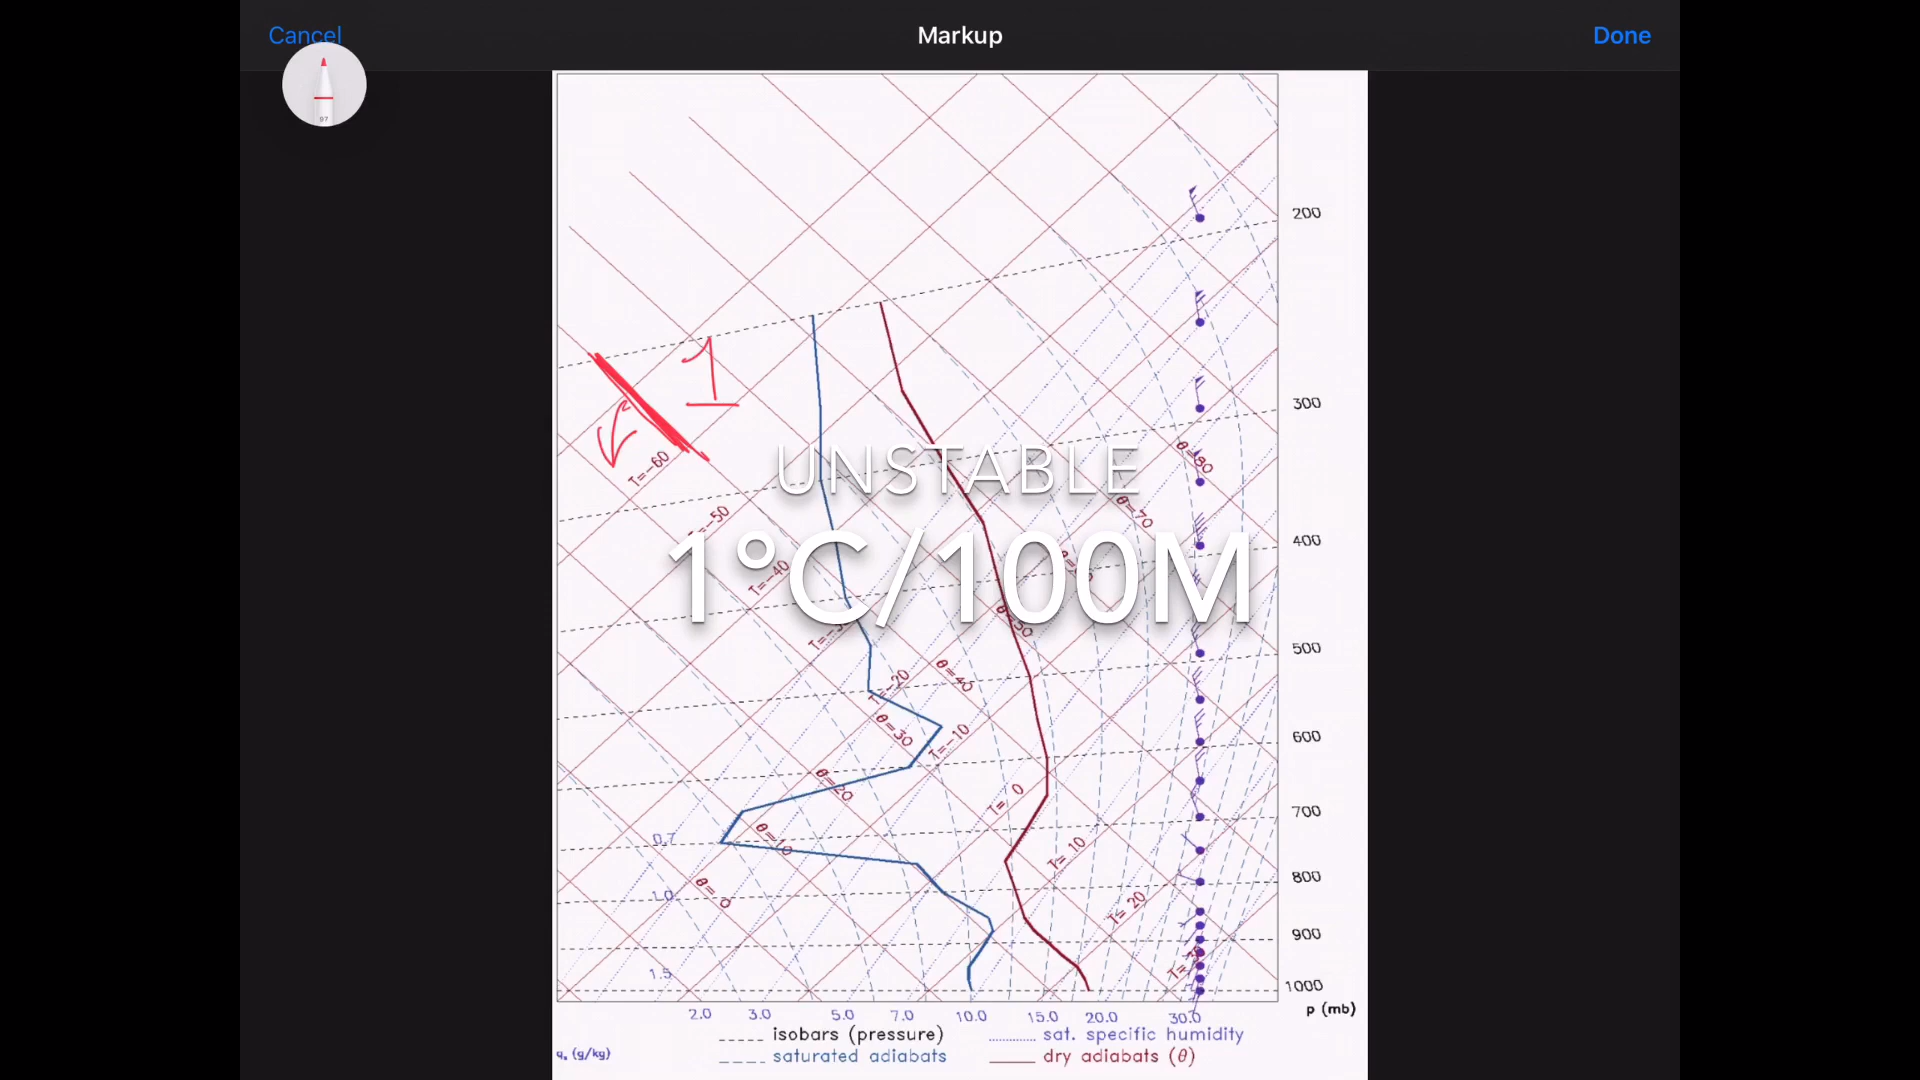 Cancel
Markup
Done
97
200
300
400
500
600
700
800
900
1000
p (mb)
1
UNSTABLE
1°C/100M
T=-60
T=-50
T=-40
T=-20
T=-10
T= 0
T= 10
T= 20
θ=80
θ=70
θ=50
θ=40
θ=30
θ=20
θ=10
θ= 0
0.7
1.0
1.5
2.0 3.0 5.0 7.0 10.0 15.0 20.0 30.0
isobars (pressure)
sat. specific humidity
saturated adiabats
dry adiabats (θ)
qs (g/kg)